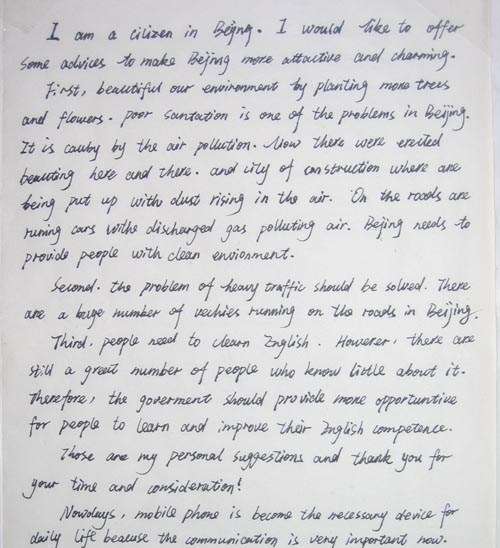 I am a cilizen in Bejing. I would like to offer
some advices to make Beijing more attractive and charming.
First, beautiful our environment by planting more trees
and flowers. Poor santation is one of the problems in Beijing.
It is cauby by the air pollution. Now there were erected
beauting here and there. and city of construction where are
being put up with dust rising in the air. On the roads are
runing cars withe discharged gas polluting air. Bejing needs to
provide people with clean enviorment.
Second. the problem of heavy traffic should be solved. There
are a huge number of vechies running on the roads in Beijing.
Third. people need to clearn English. However, there are
still a great number of people who know little about it.
Therefore, the goverment should provide more opportuntive
for people to learn and improve their English competence.
Those are my personal suggestions and thank you for
your time and consideration!
Nowdays, mobile phone is become the necessary device for
daily life because the communication is very important now.